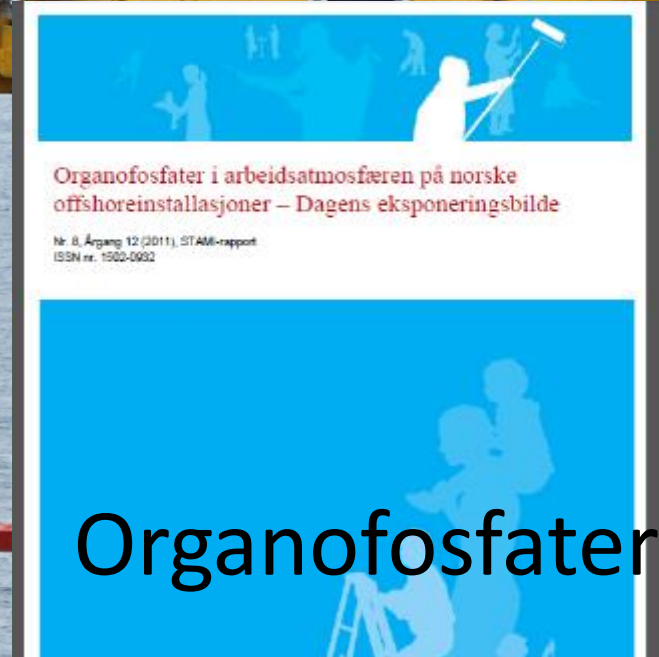 Organofosfater i arbeidsatmosfæren på norske
offshoreinstallasjoner – Dagens eksponeringsbilde
Nr. 8, Årgang 12 (2011), STAMI-rapport
ISSN nr. 1502-0932
Organofosfater